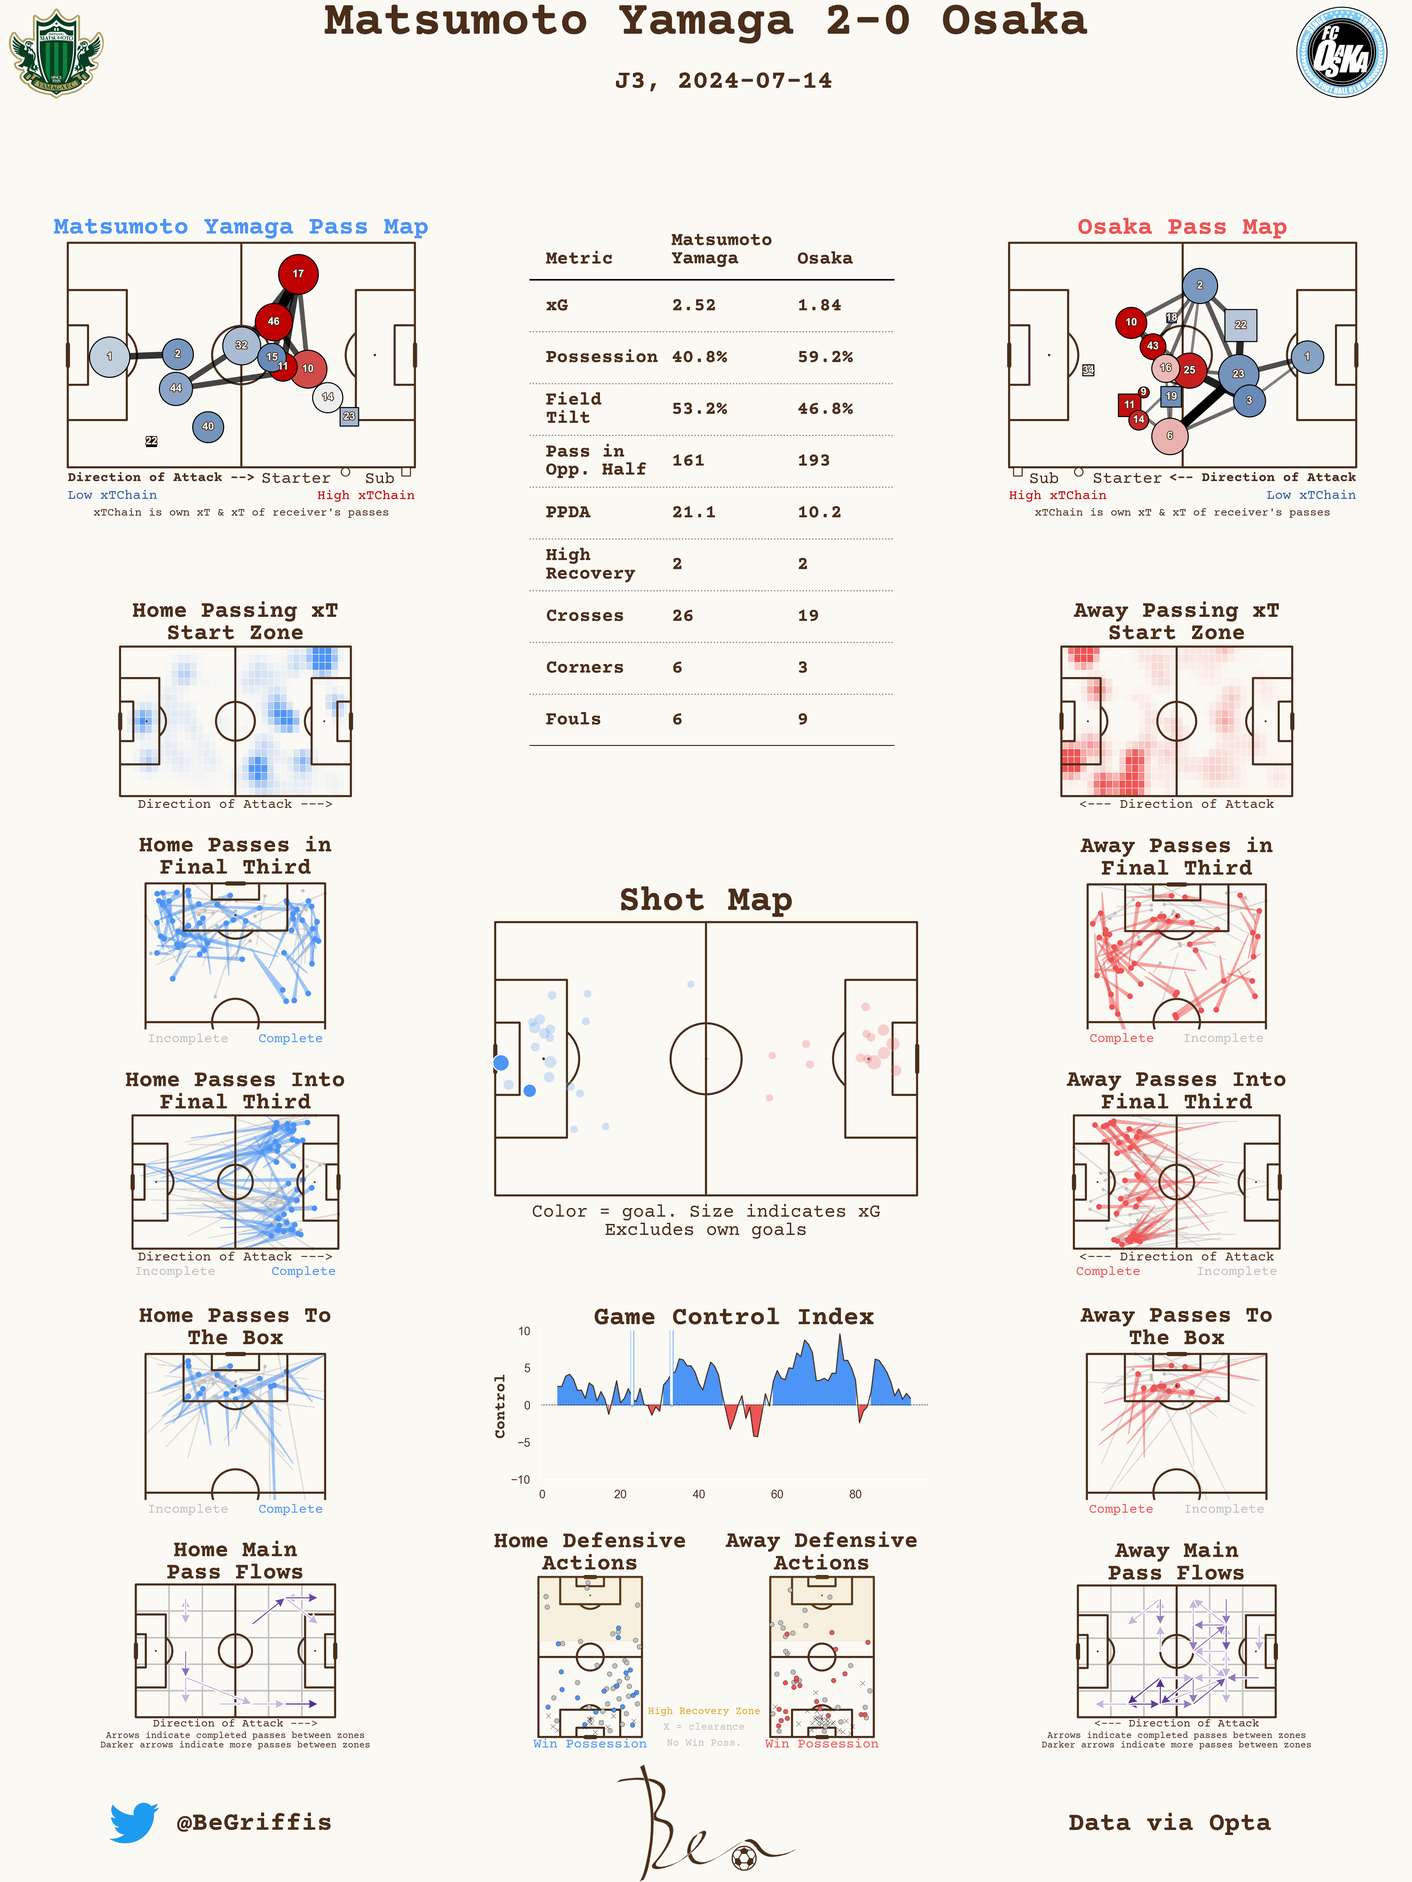 Matsumoto Yamaga 2-0 Osaka
J3, 2024-07-14
MATSUMOTO
YAMAGA F.C.
FC
OSAKA
Matsumoto Yamaga Pass Map
17
46
32
15
11
10
1
2
44
14
23
40
22
Direction of Attack --> Starter Sub
Low xTChain High xTChain
xTChain is own xT & xT of receiver's passes
Metric Matsumoto Yamaga Osaka
xG 2.52 1.84
Possession 40.8% 59.2%
Field Tilt 53.2% 46.8%
Pass in Opp. Half 161 193
PPDA 21.1 10.2
High Recovery 2 2
Crosses 26 19
Corners 6 3
Fouls 6 9
Osaka Pass Map
2
10
18
22
43
1
16
25
34
23
9
19
3
11
14
6
Sub Starter <-- Direction of Attack
High xTChain Low xTChain
xTChain is own xT & xT of receiver's passes
Home Passing xT
Start Zone
Direction of Attack --->
Away Passing xT
Start Zone
<--- Direction of Attack
Home Passes in
Final Third
Incomplete Complete
Away Passes in
Final Third
Complete Incomplete
Shot Map
Color = goal. Size indicates xG
Excludes own goals
Home Passes Into
Final Third
Direction of Attack --->
Incomplete Complete
Away Passes Into
Final Third
<--- Direction of Attack
Complete Incomplete
Home Passes To
The Box
Incomplete Complete
Game Control Index
Control
10
5
0
−5
−10
0 20 40 60 80
Away Passes To
The Box
Complete Incomplete
Home Main
Pass Flows
Direction of Attack --->
Arrows indicate completed passes between zones
Darker arrows indicate more passes between zones
Home Defensive
Actions
Win Possession
Away Defensive
Actions
Win Possession
High Recovery Zone
X = clearance
No Win Poss.
Away Main
Pass Flows
<--- Direction of Attack
Arrows indicate completed passes between zones
Darker arrows indicate more passes between zones
@BeGriffis
Ben
Data via Opta